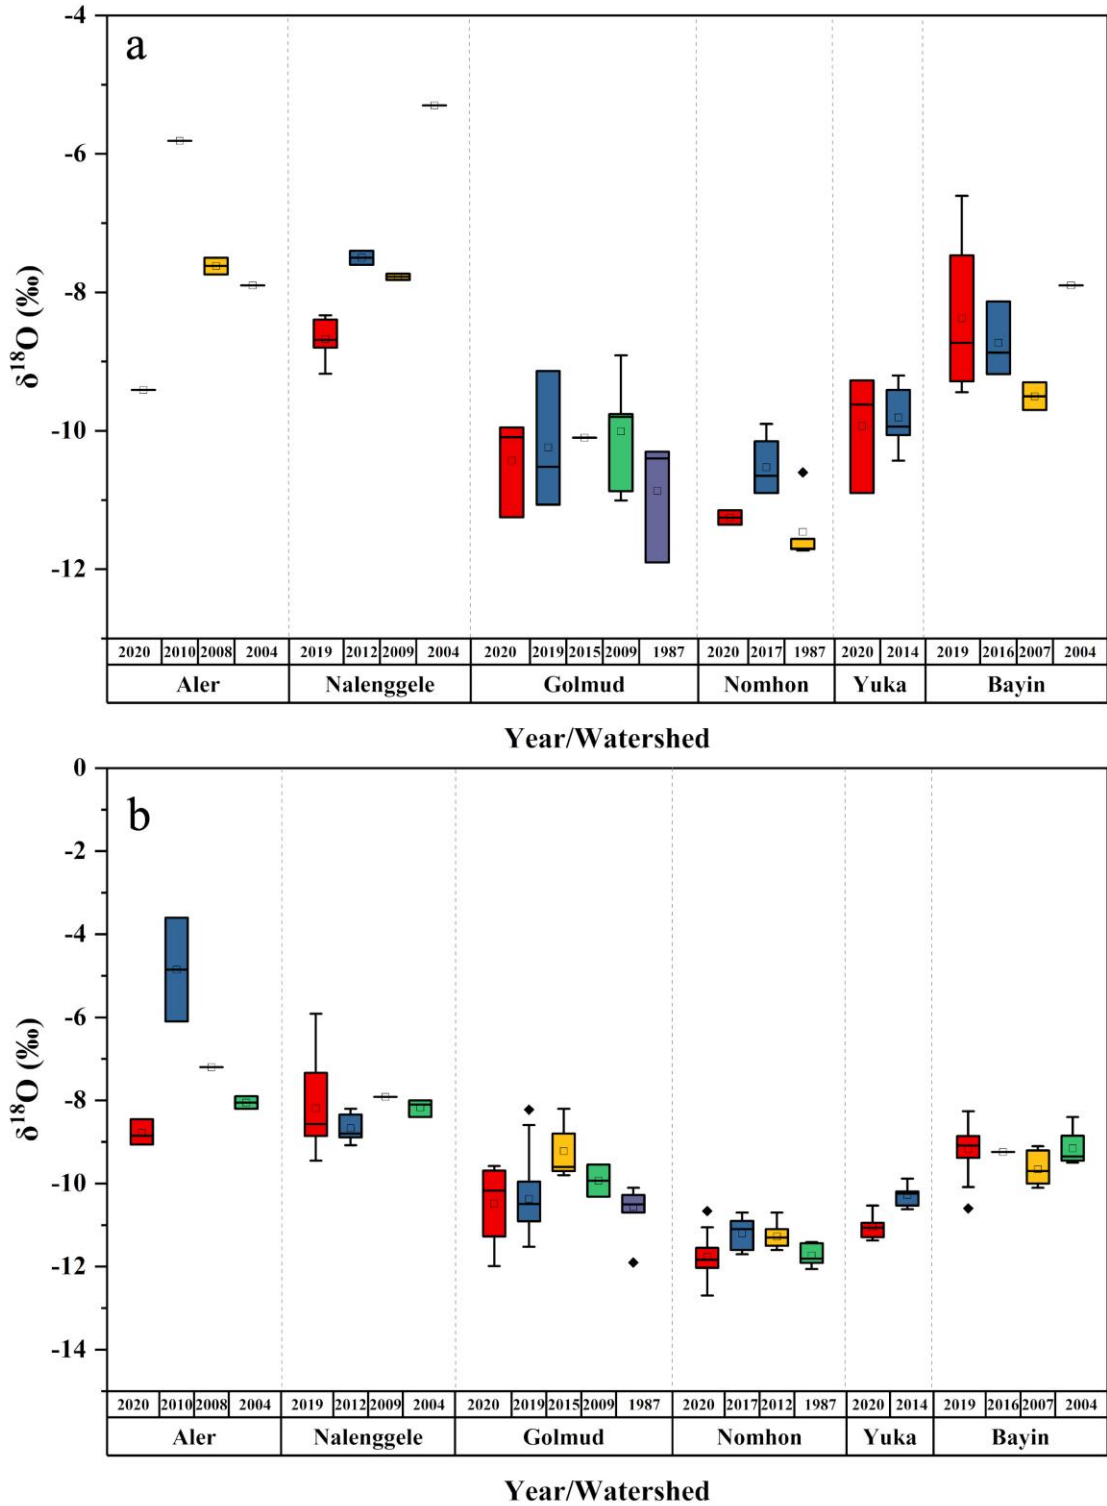 a
-4
-6
-8
-10
-12
δ¹⁸O (‰)
2020 2010 2008 2004 2019 2012 2009 2004 2020 2019 2015 2009 1987 2020 2017 1987 2020 2014 2019 2016 2007 2004
Aler Nalenggele Golmud Nomhon Yuka Bayin
Year/Watershed
b
0
-2
-4
-6
-8
-10
-12
-14
δ¹⁸O (‰)
2020 2010 2008 2004 2019 2012 2009 2004 2020 2019 2015 2009 1987 2020 2017 2012 1987 2020 2014 2019 2016 2007 2004
Aler Nalenggele Golmud Nomhon Yuka Bayin
Year/Watershed